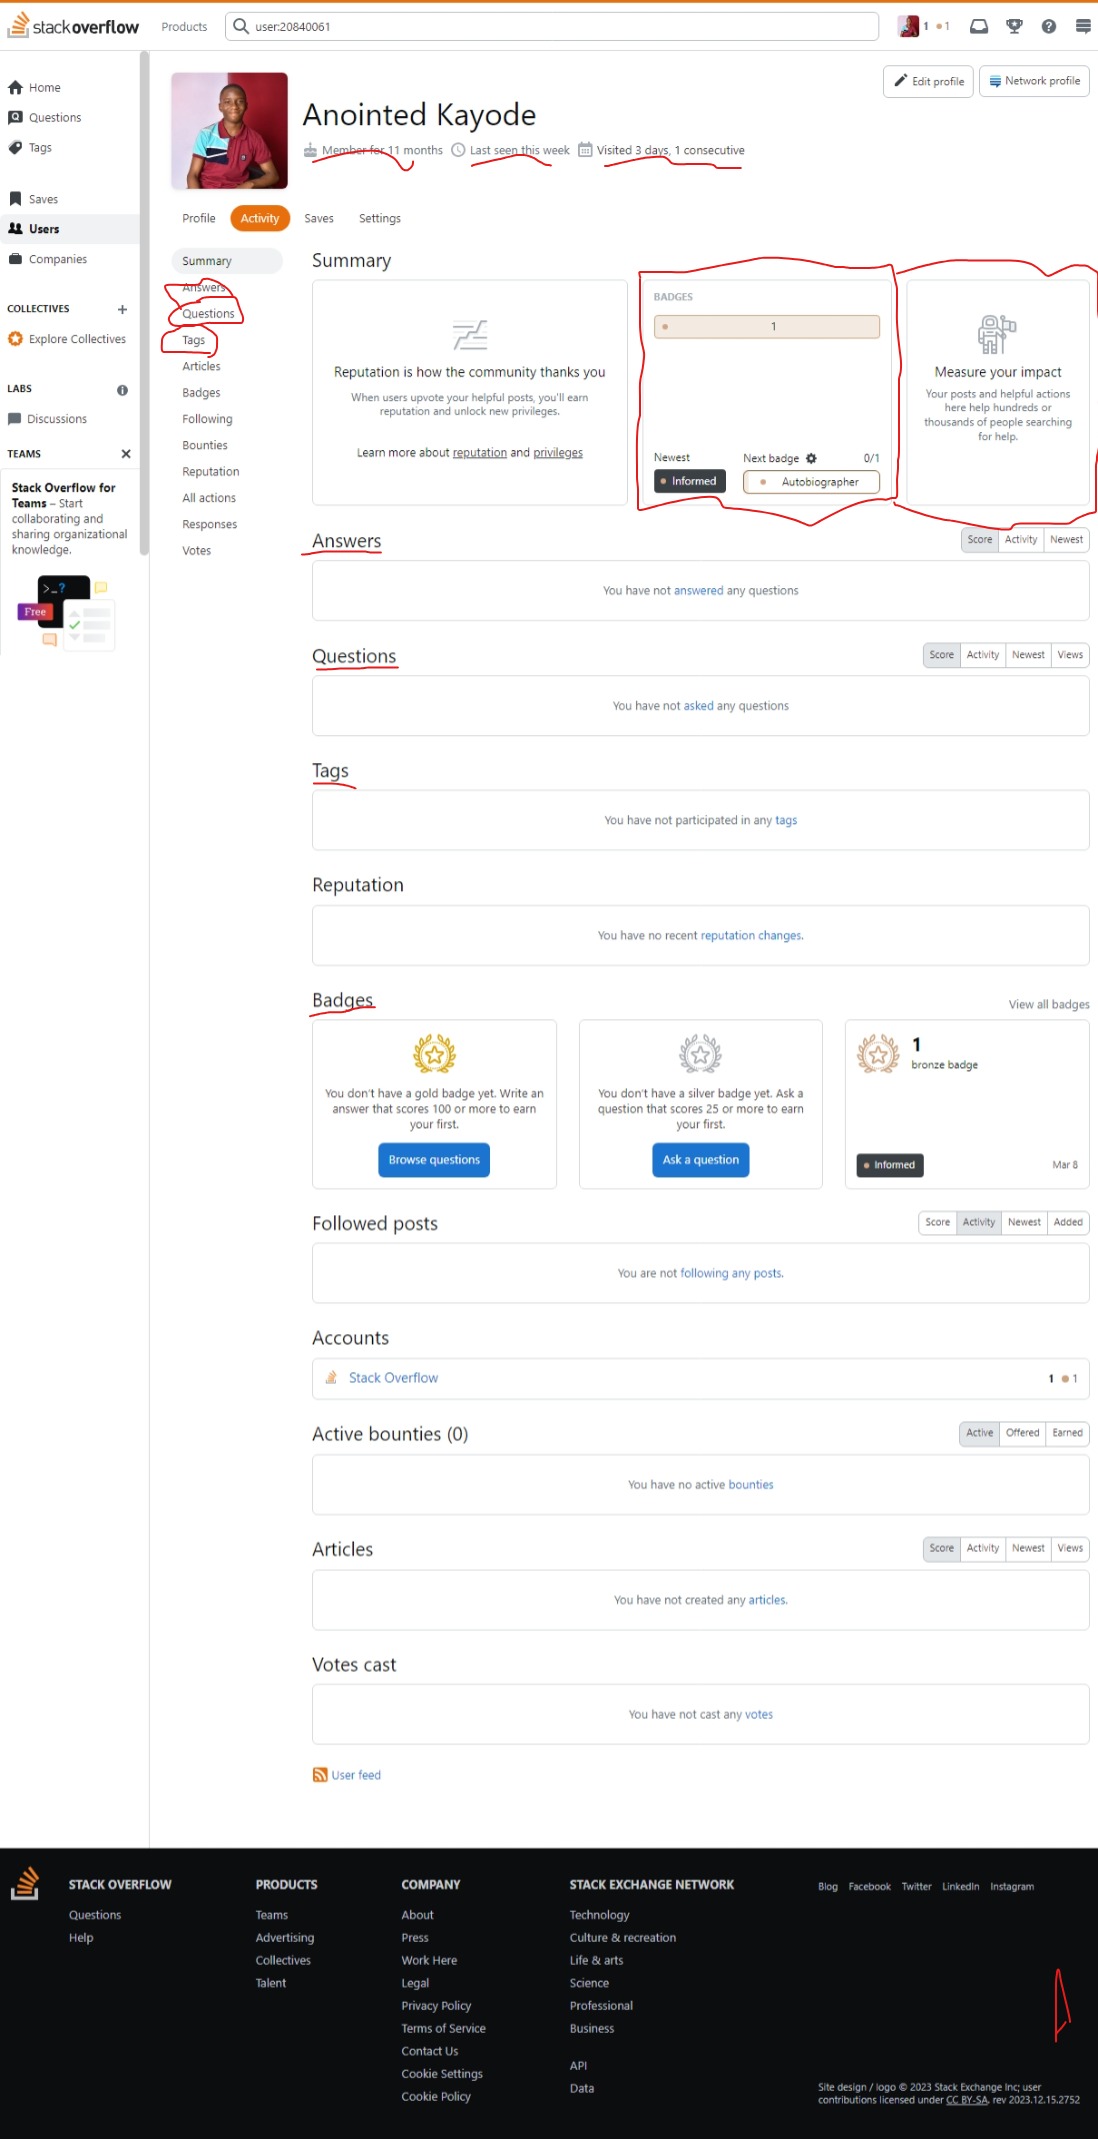 stack overflow Products user:20840061 1 1
Home
Questions
Tags
Saves
Users
Companies
COLLECTIVES
Explore Collectives
LABS
Discussions
TEAMS
Stack Overflow for
Teams – Start
collaborating and
sharing organizational
knowledge.
>_?
Free
Edit profile Network profile
Anointed Kayode
Member for 11 months Last seen this week Visited 3 days, 1 consecutive
Profile Activity Saves Settings
Summary
Answers
Questions
Tags
Articles
Badges
Following
Bounties
Reputation
All actions
Responses
Votes
Summary
Reputation is how the community thanks you
When users upvote your helpful posts, you'll earn
reputation and unlock new privileges.
Learn more about reputation and privileges
BADGES
1
Newest Next badge 0/1
Informed Autobiographer
Measure your impact
Your posts and helpful actions
here help hundreds or
thousands of people searching
for help.
Answers Score Activity Newest
You have not answered any questions
Questions Score Activity Newest Views
You have not asked any questions
Tags
You have not participated in any tags
Reputation
You have no recent reputation changes.
Badges View all badges
You don't have a gold badge yet. Write an
answer that scores 100 or more to earn
your first.
Browse questions
You don't have a silver badge yet. Ask a
question that scores 25 or more to earn
your first.
Ask a question
1
bronze badge
Informed Mar 8
Followed posts Score Activity Newest Added
You are not following any posts.
Accounts
Stack Overflow 1 1
Active bounties (0) Active Offered Earned
You have no active bounties
Articles Score Activity Newest Views
You have not created any articles.
Votes cast
You have not cast any votes
User feed
STACK OVERFLOW
Questions
Help
PRODUCTS
Teams
Advertising
Collectives
Talent
COMPANY
About
Press
Work Here
Legal
Privacy Policy
Terms of Service
Contact Us
Cookie Settings
Cookie Policy
STACK EXCHANGE NETWORK
Technology
Culture & recreation
Life & arts
Science
Professional
Business
API
Data
Blog Facebook Twitter LinkedIn Instagram
Site design / logo © 2023 Stack Exchange Inc; user
contributions licensed under CC BY-SA. rev 2023.12.15.2752